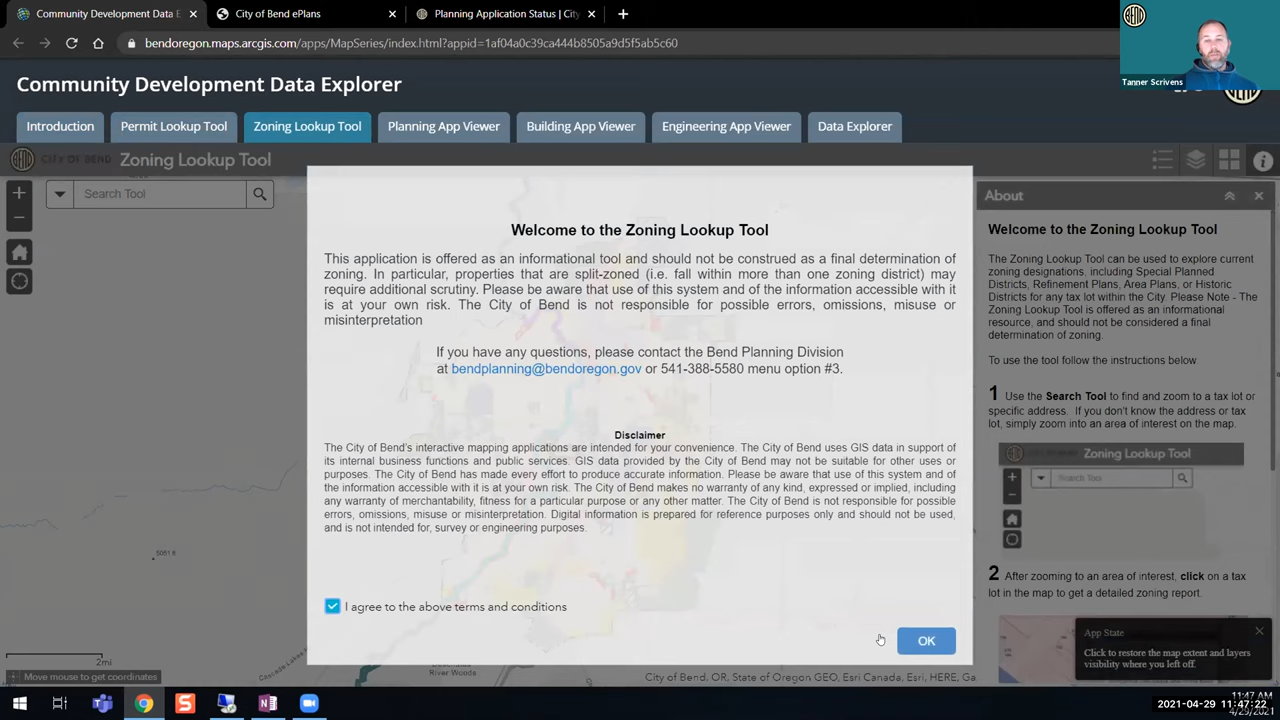 Community Development Data E
City of Bend ePlans
Planning Application Status | City
bendoregon.maps.arcgis.com/apps/MapSeries/index.html?appid=1af04a0c39ca444b8505a9d5f5ab5c60
BEND
Tanner Scrivens
Community Development Data Explorer
Introduction
Permit Lookup Tool
Zoning Lookup Tool
Planning App Viewer
Building App Viewer
Engineering App Viewer
Data Explorer
CITY OF BEND
Zoning Lookup Tool
Search Tool
Welcome to the Zoning Lookup Tool
This application is offered as an informational tool and should not be construed as a final determination of
zoning. In particular, properties that are split-zoned (i.e. fall within more than one zoning district) may
require additional scrutiny. Please be aware that use of this system and of the information accessible with it
is at your own risk. The City of Bend is not responsible for possible errors, omissions, misuse or
misinterpretation
If you have any questions, please contact the Bend Planning Division
at bendplanning@bendoregon.gov or 541-388-5580 menu option #3.
Disclaimer
The City of Bend's interactive mapping applications are intended for your convenience. The City of Bend uses GIS data in support of
its internal business functions and public services. GIS data provided by the City of Bend may not be suitable for other uses or
purposes. The City of Bend has made every effort to produce accurate information. Please be aware that use of this system and of
the information accessible with it is at your own risk. The City of Bend makes no warranty of any kind, expressed or implied, including
any warranty of merchantability, fitness for a particular purpose or any other matter. The City of Bend is not responsible for possible
errors, omissions, misuse or misinterpretation. Digital information is prepared for reference purposes only and should not be used,
and is not intended for, survey or engineering purposes.
I agree to the above terms and conditions
OK
About
Welcome to the Zoning Lookup Tool
The Zoning Lookup Tool can be used to explore current
zoning designations, including Special Planned
Districts, Refinement Plans, Area Plans, or Historic
Districts for any tax lot within the City. Please Note - The
Zoning Lookup Tool is offered as an informational
resource, and should not be considered a final
determination of zoning.
To use the tool follow the instructions below.
1 Use the Search Tool to find and zoom to a tax lot or
specific address. If you don't know the address or tax
lot, simply zoom into an area of interest on the map.
Zoning Lookup Tool
Search Tool
2 After zooming to an area of interest, click on a tax
lot in the map to get a detailed zoning report.
App State
Click to restore the map extent and layers
visibility where you left off.
2mi
Move mouse to get coordinates
River Woods
City of Bend, OR, State of Oregon GEO, Esri Canada, Esri, HERE, Ga
11:47 AM
2021-04-29 11:47:22